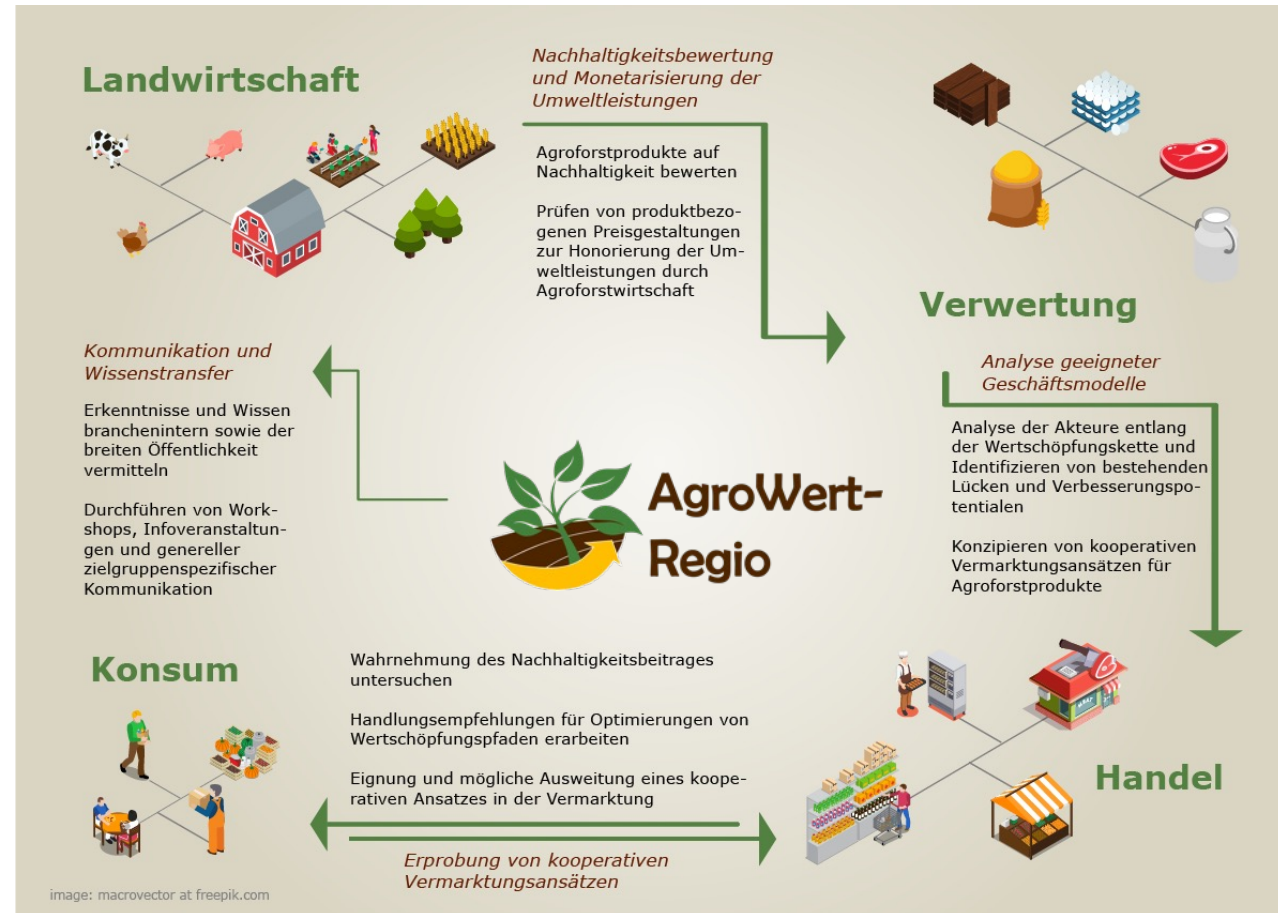 Landwirtschaft
Nachhaltigkeitsbewertung
und Monetarisierung der
Umweltleistungen
Agroforstprodukte auf
Nachhaltigkeit bewerten
Prüfen von produktbezo-
genen Preisgestaltungen
zur Honorierung der Um-
weltleistungen durch
Agroforstwirtschaft
Verwertung
Analyse geeigneter
Geschäftsmodelle
Analyse der Akteure entlang
der Wertschöpfungskette und
Identifizieren von bestehenden
Lücken und Verbesserungspo-
tentialen
Konzipieren von kooperativen
Vermarktungsansätzen für
Agroforstprodukte
Kommunikation und
Wissenstransfer
Erkenntnisse und Wissen
branchenintern sowie der
breiten Öffentlichkeit
vermitteln
Durchführen von Work-
shops, Infoveranstaltun-
gen und genereller
zielgruppenspezifischer
Kommunikation
AgroWert-
Regio
Konsum
Wahrnehmung des Nachhaltigkeitsbeitrages
untersuchen
Handlungsempfehlungen für Optimierungen von
Wertschöpfungspfaden erarbeiten
Eignung und mögliche Ausweitung eines koope-
rativen Ansatzes in der Vermarktung
Erprobung von kooperativen
Vermarktungsansätzen
Handel
image: macrovector at freepik.com